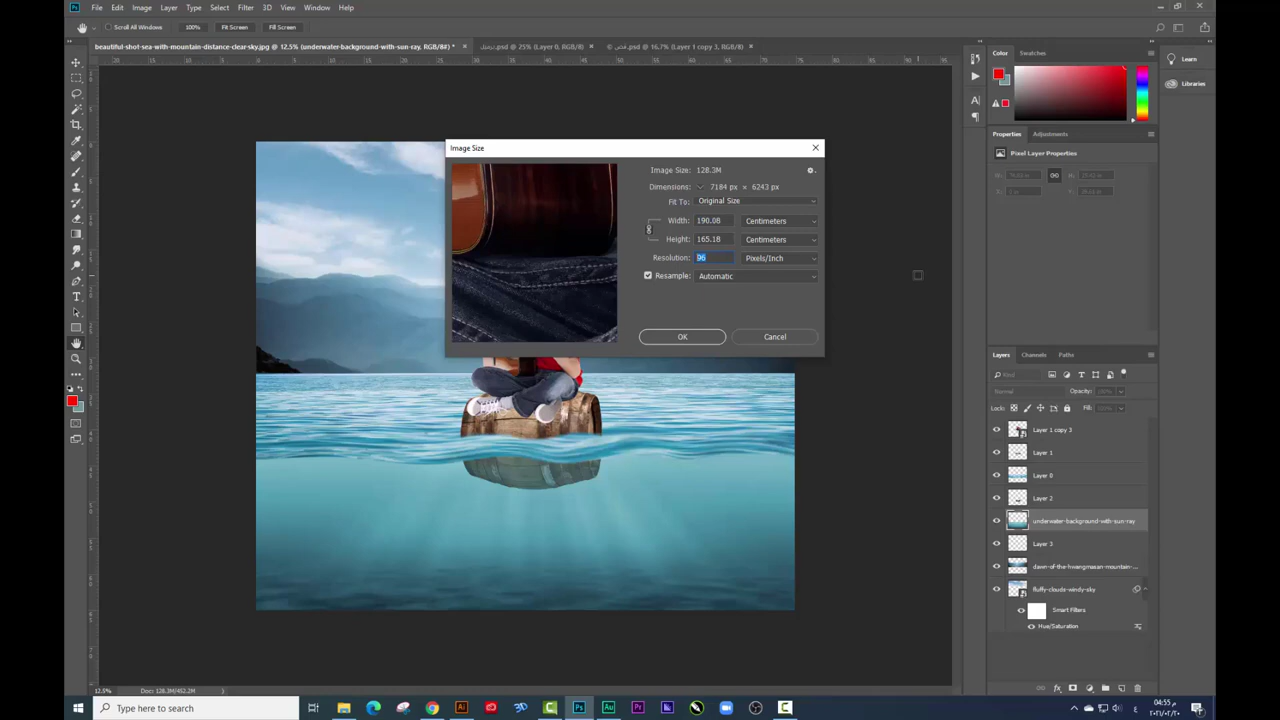 File Edit Image Layer Type Select Filter 3D View Window Help
Scroll All Windows 100% Fit Screen Fill Screen
beautiful-shot-sea-with-mountain-distance-clear-sky.jpg @ 12.5% (underwater-background-with-sun-ray, RGB/8#) *
.psd @ 25% (Layer 0, RGB/8#)
.psd @ 16.7% (Layer 1 copy 3, RGB/8#)
Color Swatches
Learn
Libraries
Properties Adjustments
Pixel Layer Properties
Image Size
Image Size: 128.3M
Dimensions: 7184 px × 6243 px
Fit To: Original Size
Width: 190.08 Centimeters
Height: 165.18 Centimeters
Resolution: 96 Pixels/Inch
Resample: Automatic
OK Cancel
Layers Channels Paths
Kind
Normal Opacity:
Lock: Fill:
Layer 1 copy 3
Layer 1
Layer 0
Layer 2
underwater-background-with-sun-ray
Layer 3
dawn-of-the-hwangmasan-mountain-...
fluffy-clouds-windy-sky
Smart Filters
Hue/Saturation
12.5% Doc: 128.3M/452.2M
Type here to search
04:55 م